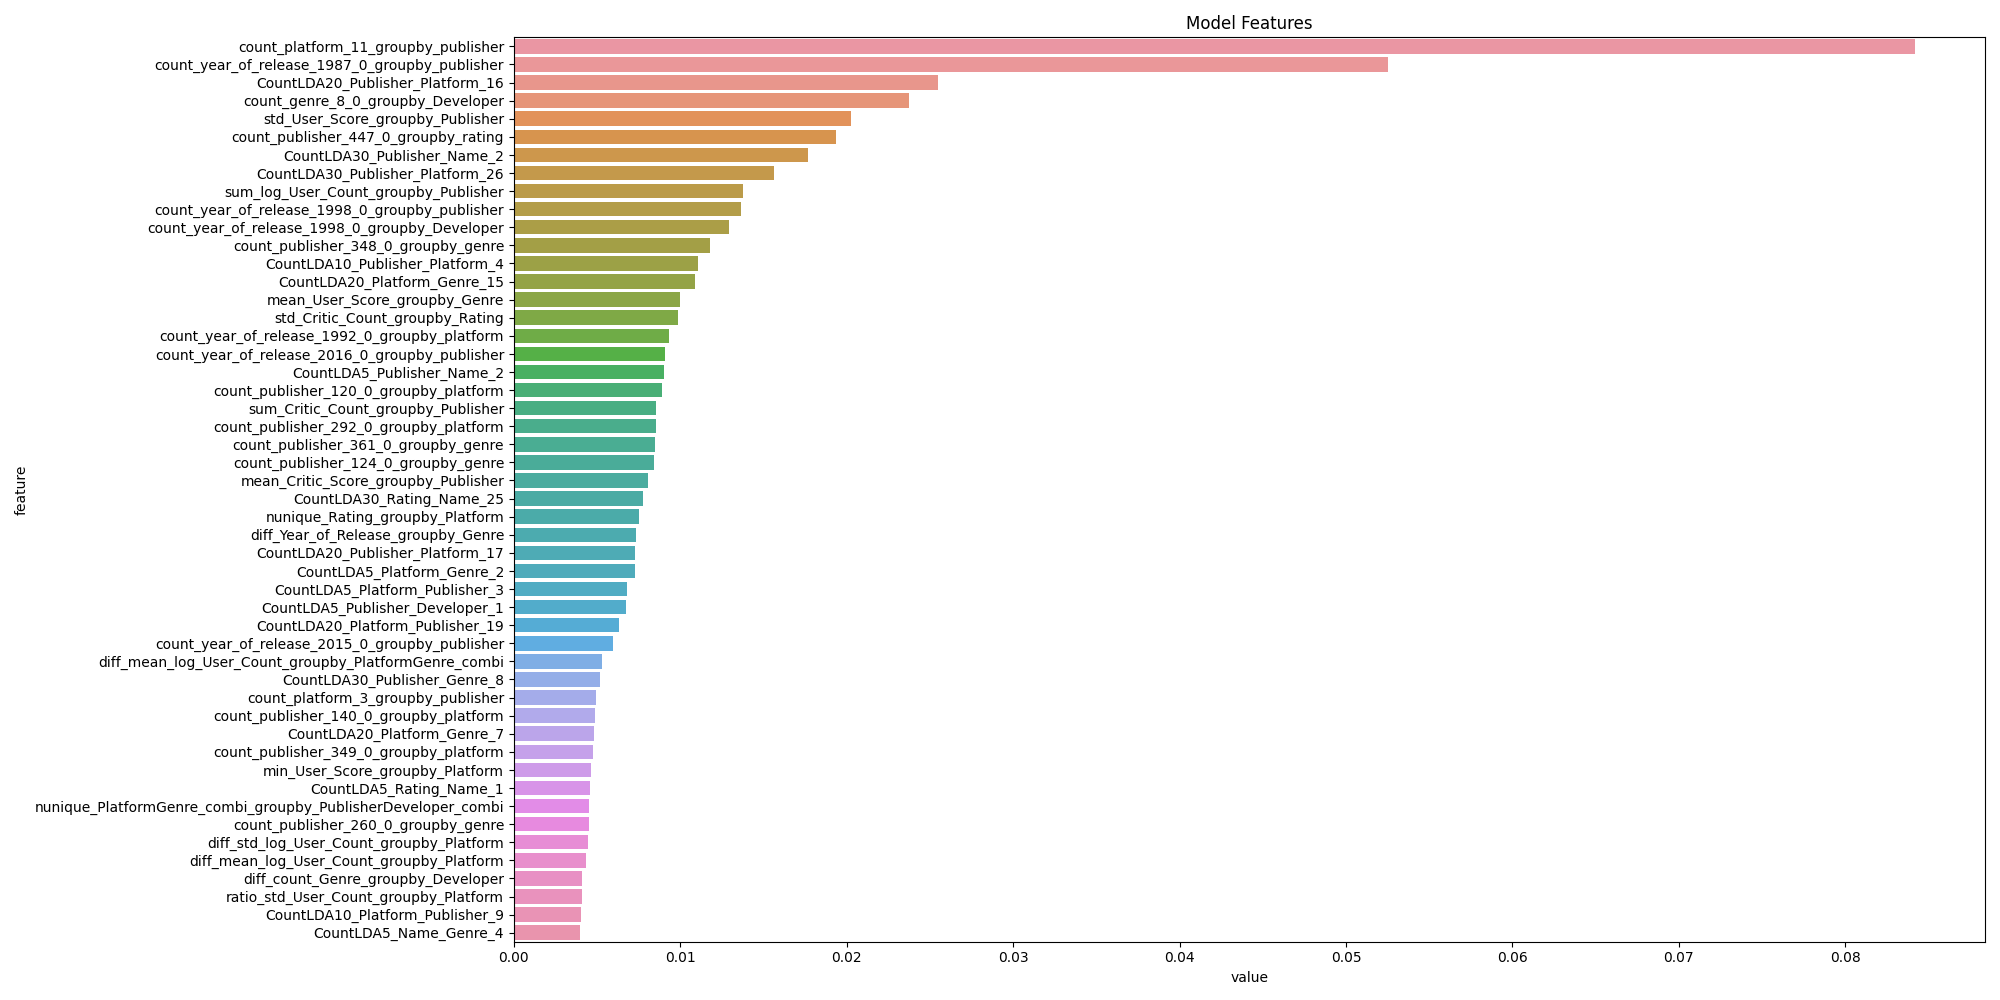 Model Features
count_platform_11_groupby_publisher
count_year_of_release_1987_0_groupby_publisher
CountLDA20_Publisher_Platform_16
count_genre_8_0_groupby_Developer
std_User_Score_groupby_Publisher
count_publisher_447_0_groupby_rating
CountLDA30_Publisher_Name_2
CountLDA30_Publisher_Platform_26
sum_log_User_Count_groupby_Publisher
count_year_of_release_1998_0_groupby_publisher
count_year_of_release_1998_0_groupby_Developer
count_publisher_348_0_groupby_genre
CountLDA10_Publisher_Platform_4
CountLDA20_Platform_Genre_15
mean_User_Score_groupby_Genre
std_Critic_Count_groupby_Rating
count_year_of_release_1992_0_groupby_platform
count_year_of_release_2016_0_groupby_publisher
CountLDA5_Publisher_Name_2
count_publisher_120_0_groupby_platform
sum_Critic_Count_groupby_Publisher
count_publisher_292_0_groupby_platform
count_publisher_361_0_groupby_genre
count_publisher_124_0_groupby_genre
mean_Critic_Score_groupby_Publisher
CountLDA30_Rating_Name_25
nunique_Rating_groupby_Platform
diff_Year_of_Release_groupby_Genre
CountLDA20_Publisher_Platform_17
CountLDA5_Platform_Genre_2
CountLDA5_Platform_Publisher_3
CountLDA5_Publisher_Developer_1
CountLDA20_Platform_Publisher_19
count_year_of_release_2015_0_groupby_publisher
diff_mean_log_User_Count_groupby_PlatformGenre_combi
CountLDA30_Publisher_Genre_8
count_platform_3_groupby_publisher
count_publisher_140_0_groupby_platform
CountLDA20_Platform_Genre_7
count_publisher_349_0_groupby_platform
min_User_Score_groupby_Platform
CountLDA5_Rating_Name_1
nunique_PlatformGenre_combi_groupby_PublisherDeveloper_combi
count_publisher_260_0_groupby_genre
diff_std_log_User_Count_groupby_Platform
diff_mean_log_User_Count_groupby_Platform
diff_count_Genre_groupby_Developer
ratio_std_User_Count_groupby_Platform
CountLDA10_Platform_Publisher_9
CountLDA5_Name_Genre_4
feature
0.00 0.01 0.02 0.03 0.04 0.05 0.06 0.07 0.08
value